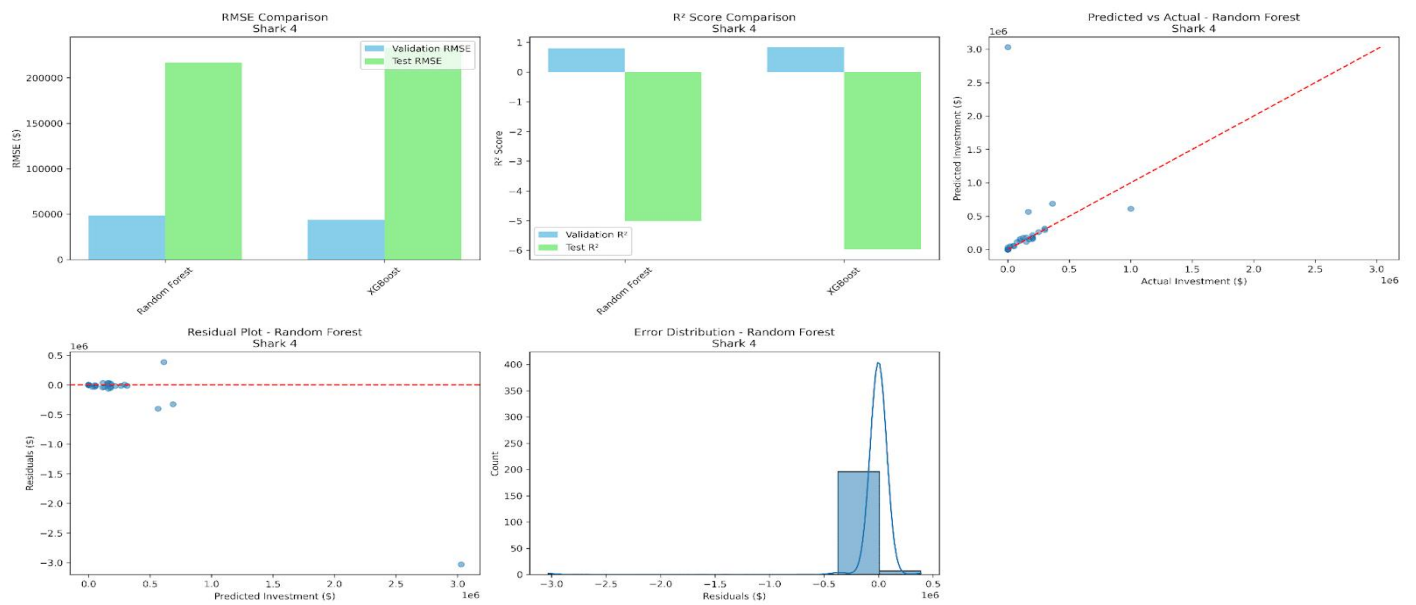 RMSE Comparison
Shark 4
Validation RMSE
Test RMSE
RMSE ($)
200000
150000
100000
50000
0
Random Forest
XGBoost
R² Score Comparison
Shark 4
R² Score
1
0
−1
−2
−3
−4
−5
−6
Validation R²
Test R²
Random Forest
XGBoost
Predicted vs Actual - Random Forest
Shark 4
1e6
Predicted Investment ($)
3.0
2.5
2.0
1.5
1.0
0.5
0.0
0.0 0.5 1.0 1.5 2.0 2.5 3.0
Actual Investment ($)
1e6
Residual Plot - Random Forest
Shark 4
1e6
Residuals ($)
0.5
0.0
−0.5
−1.0
−1.5
−2.0
−2.5
−3.0
0.0 0.5 1.0 1.5 2.0 2.5 3.0
Predicted Investment ($)
1e6
Error Distribution - Random Forest
Shark 4
Count
400
350
300
250
200
150
100
50
0
−3.0 −2.5 −2.0 −1.5 −1.0 −0.5 0.0 0.5
Residuals ($)
1e6